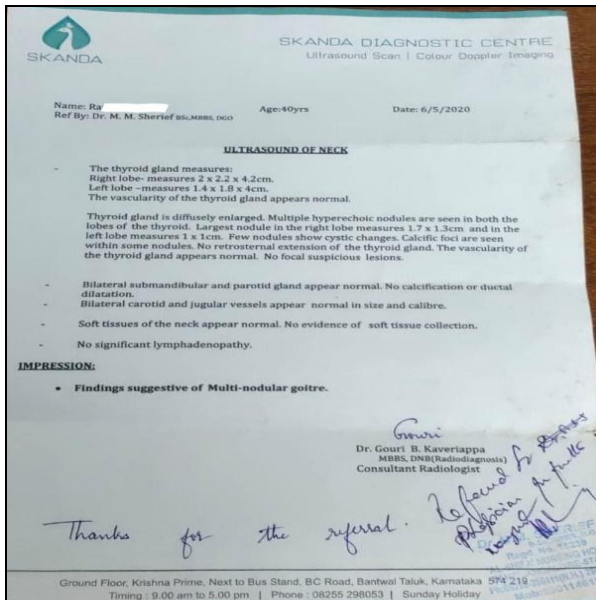 SKANDA
SKANDA DIAGNOSTIC CENTRE
Ultrasound Scan | Colour Doppler Imaging
Name: Ra
Age:40yrs
Date: 6/5/2020
Ref By: Dr. M. M. Sherief BSc,MBBS, DGO
ULTRASOUND OF NECK
- The thyroid gland measures:
Right lobe- measures 2 x 2.2 x 4.2cm.
Left lobe –measures 1.4 x 1.8 x 4cm.
The vascularity of the thyroid gland appears normal.
Thyroid gland is diffusely enlarged. Multiple hyperechoic nodules are seen in both the
lobes of the thyroid. Largest nodule in the right lobe measures 1.7 x 1.3cm and in the
left lobe measures 1 x 1cm. Few nodules show cystic changes. Calcific foci are seen
within some nodules. No retrosternal extension of the thyroid gland. The vascularity of
the thyroid gland appears normal. No focal suspicious lesions.
- Bilateral submandibular and parotid gland appear normal. No calcification or ductal
dilatation.
- Bilateral carotid and jugular vessels appear normal in size and calibre.
- Soft tissues of the neck appear normal. No evidence of soft tissue collection.
- No significant lymphadenopathy.
IMPRESSION:
• Findings suggestive of Multi-nodular goitre.
Gouri
Dr. Gouri B. Kaveriappa
MBBS, DNB(Radiodiagnosis)
Consultant Radiologist
physician
Thanks for the referral.
Ground Floor, Krishna Prime, Next to Bus Stand, BC Road, Bantwal Taluk, Karnataka 574 219
Timing : 9.00 am to 5.00 pm | Phone : 08255 298053 | Sunday Holiday